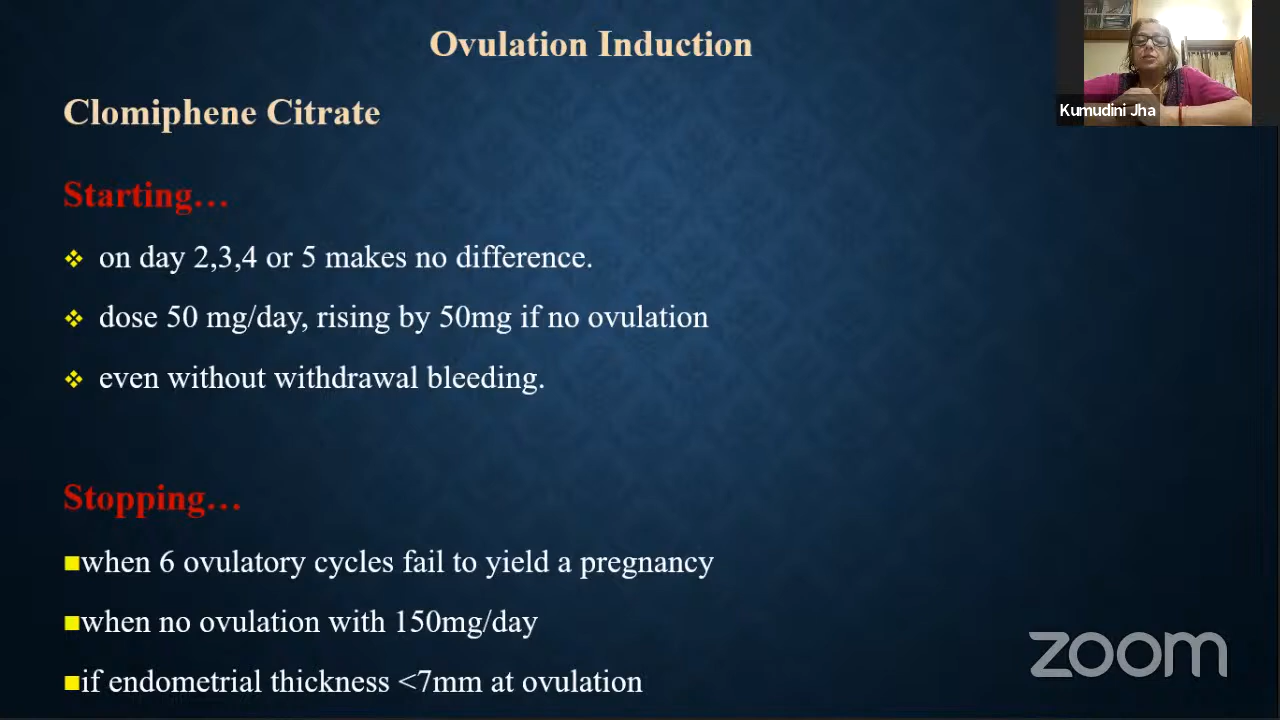 Ovulation Induction
Kumudini Jha
Clomiphene Citrate
Starting...
on day 2,3,4 or 5 makes no difference.
dose 50 mg/day, rising by 50mg if no ovulation
even without withdrawal bleeding.
Stopping...
when 6 ovulatory cycles fail to yield a pregnancy
when no ovulation with 150mg/day
if endometrial thickness <7mm at ovulation
zoom